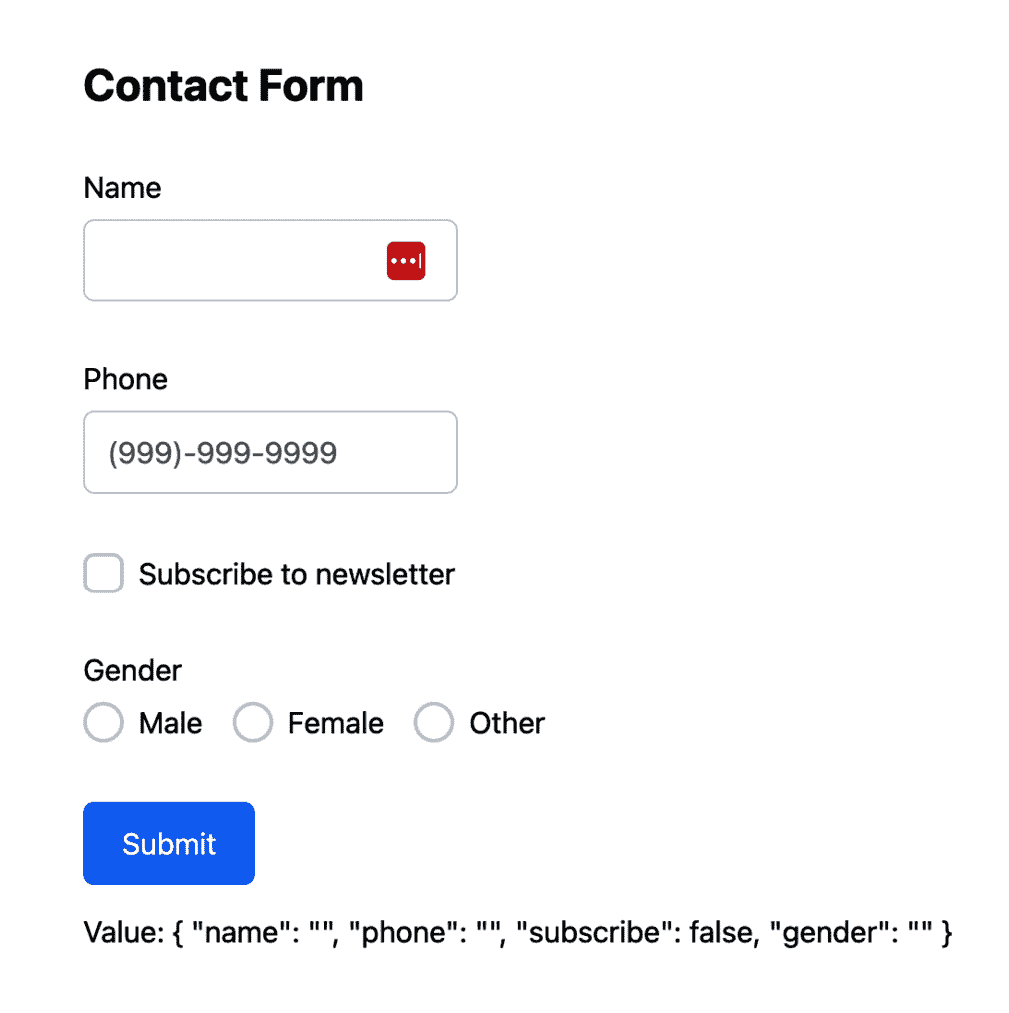 Contact Form
Name
Phone
(999)-999-9999
Subscribe to newsletter
Gender
Male Female Other
Submit
Value: { "name": "", "phone": "", "subscribe": false, "gender": "" }